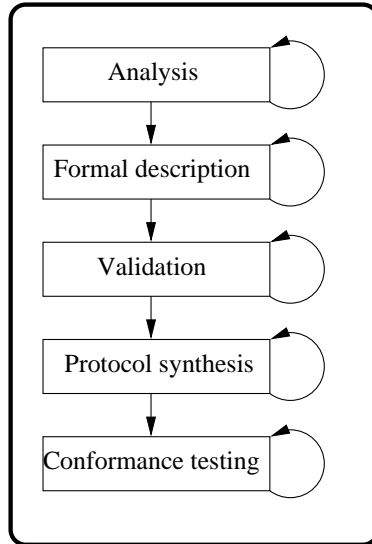 Analysis
Formal description
Validation
Protocol synthesis
Conformance testing